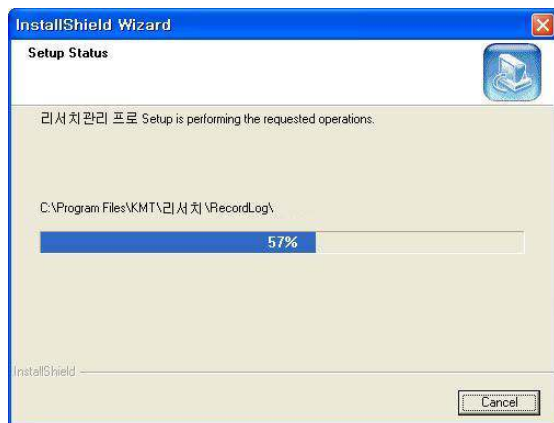 InstallShield Wizard
Setup Status
리서치관리 프로 Setup is performing the requested operations.
C:\Program Files\KMT\리서치\RecordLog\
57%
InstallShield
Cancel